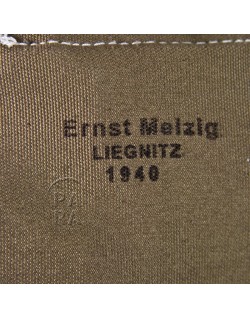 Ernst Melzig
LIEGNITZ
1940
PARA